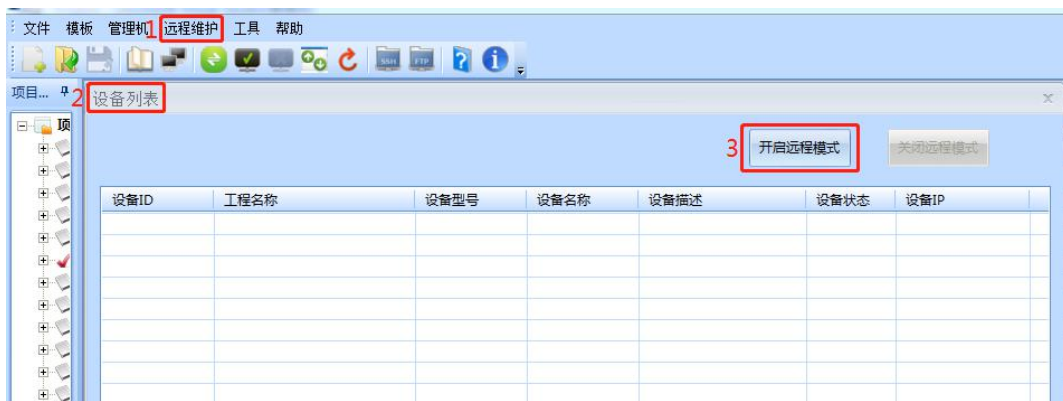 文件 模板 管理机 1 远程维护 工具 帮助
SSH FTP
项目... 2 设备列表
项
3 开启远程模式 关闭远程模式
设备ID 工程名称 设备型号 设备名称 设备描述 设备状态 设备IP